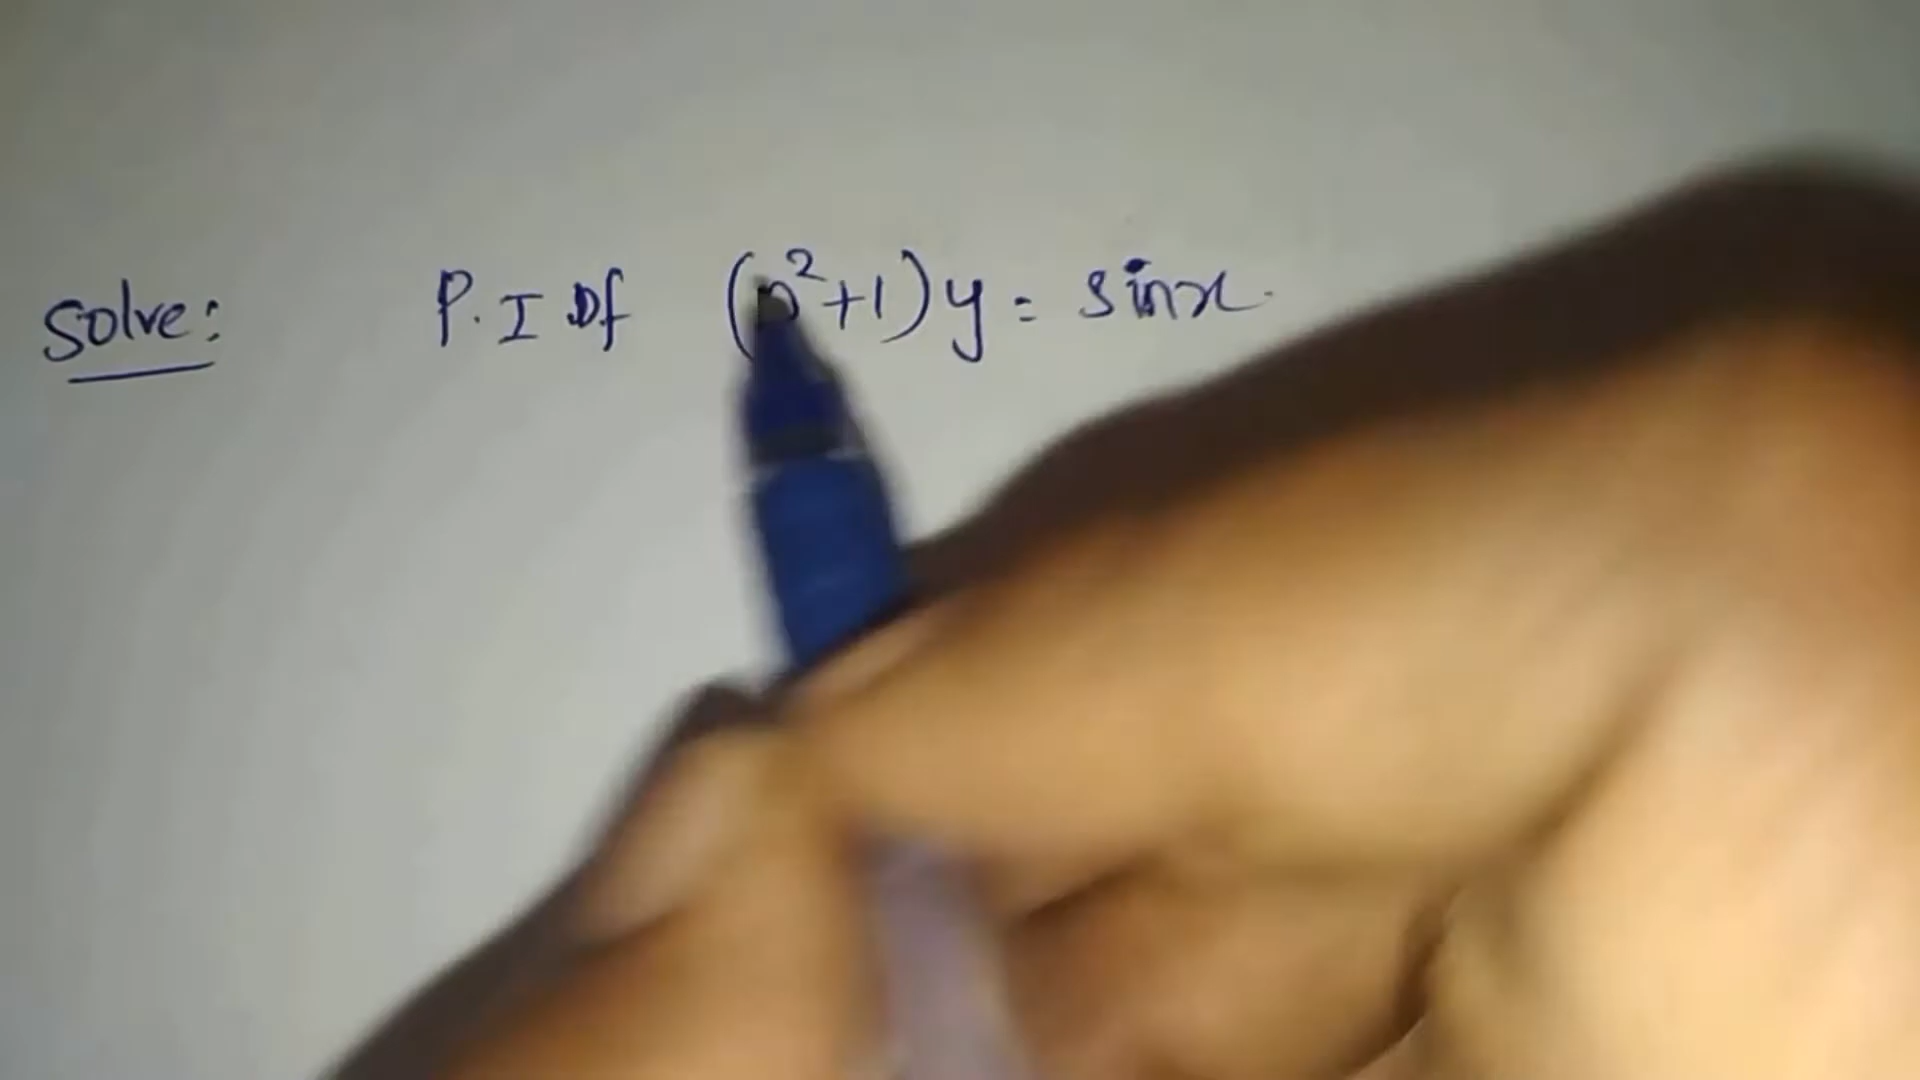 Solve: P.I Of (D²+1)y = sinx.